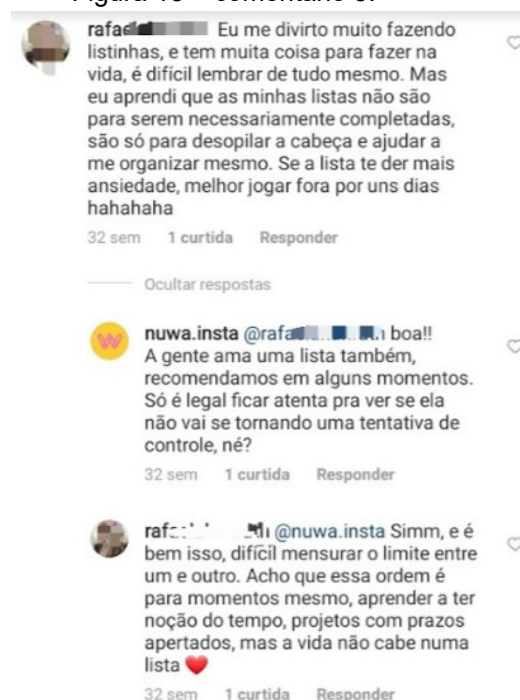 rafa Eu me divirto muito fazendo
listinhas, e tem muita coisa para fazer na
vida, é difícil lembrar de tudo mesmo. Mas
eu aprendi que as minhas listas não são
para serem necessariamente completadas,
são só para desopilar a cabeça e ajudar a
me organizar mesmo. Se a lista te der mais
ansiedade, melhor jogar fora por uns dias
hahahaha
32 sem 1 curtida Responder
Ocultar respostas
nuwa.insta @rafa boa!!
A gente ama uma lista também,
recomendamos em alguns momentos.
Só é legal ficar atenta pra ver se ela
não vai se tornando uma tentativa de
controle, né?
32 sem 1 curtida Responder
@nuwa.insta Simm, e é
bem isso, difícil mensurar o limite entre
um e outro. Acho que essa ordem é
para momentos mesmo, aprender a ter
noção do tempo, projetos com prazos
apertados, mas a vida não cabe numa
lista ❤️
32 sem 1 curtida Responder